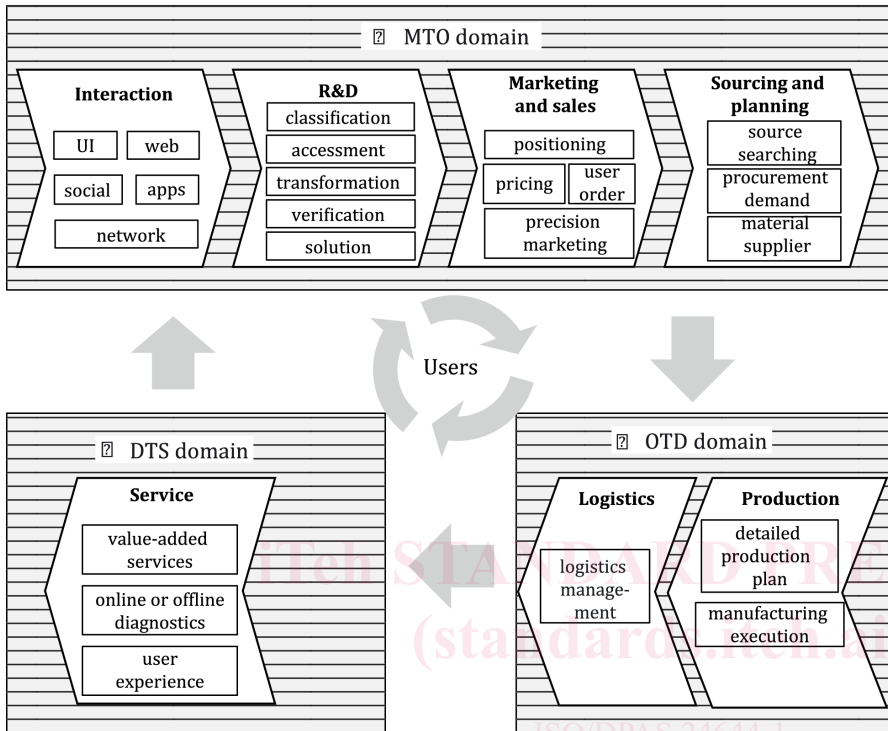 MTO domain
Interaction
UI
web
social
apps
network
R&D
classification
accessment
transformation
verification
solution
Marketing
and sales
positioning
pricing
user
order
precision
marketing
Sourcing and
planning
source
searching
procurement
demand
material
supplier
Users
DTS domain
Service
value-added
services
online or offline
diagnostics
user
experience
OTD domain
Logistics
logistics
manage-
ment
Production
detailed
production
plan
manufacturing
execution
iTeh STANDARD PRE
(standards.iteh.ai
ISO/DPAS 24644-1